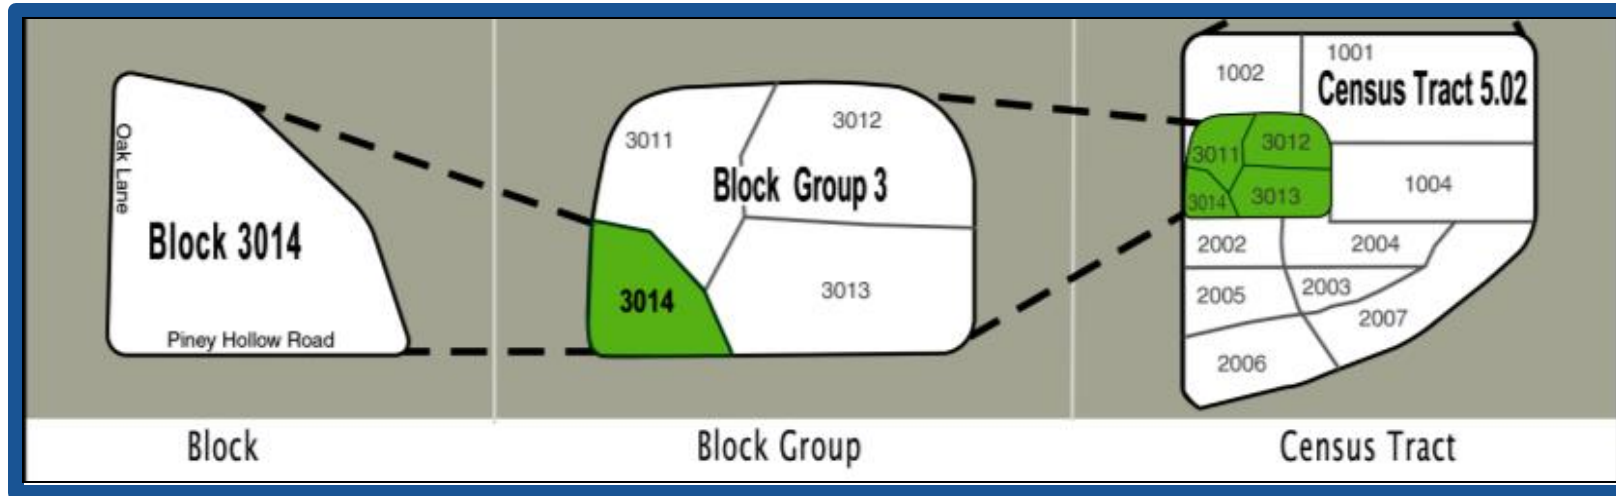 Oak Lane
Block 3014
Piney Hollow Road
Block
3011
3012
Block Group 3
3014
3013
Block Group
1002
1001
Census Tract 5.02
3011
3012
3014
3013
1004
2002
2004
2005
2003
2007
2006
Census Tract